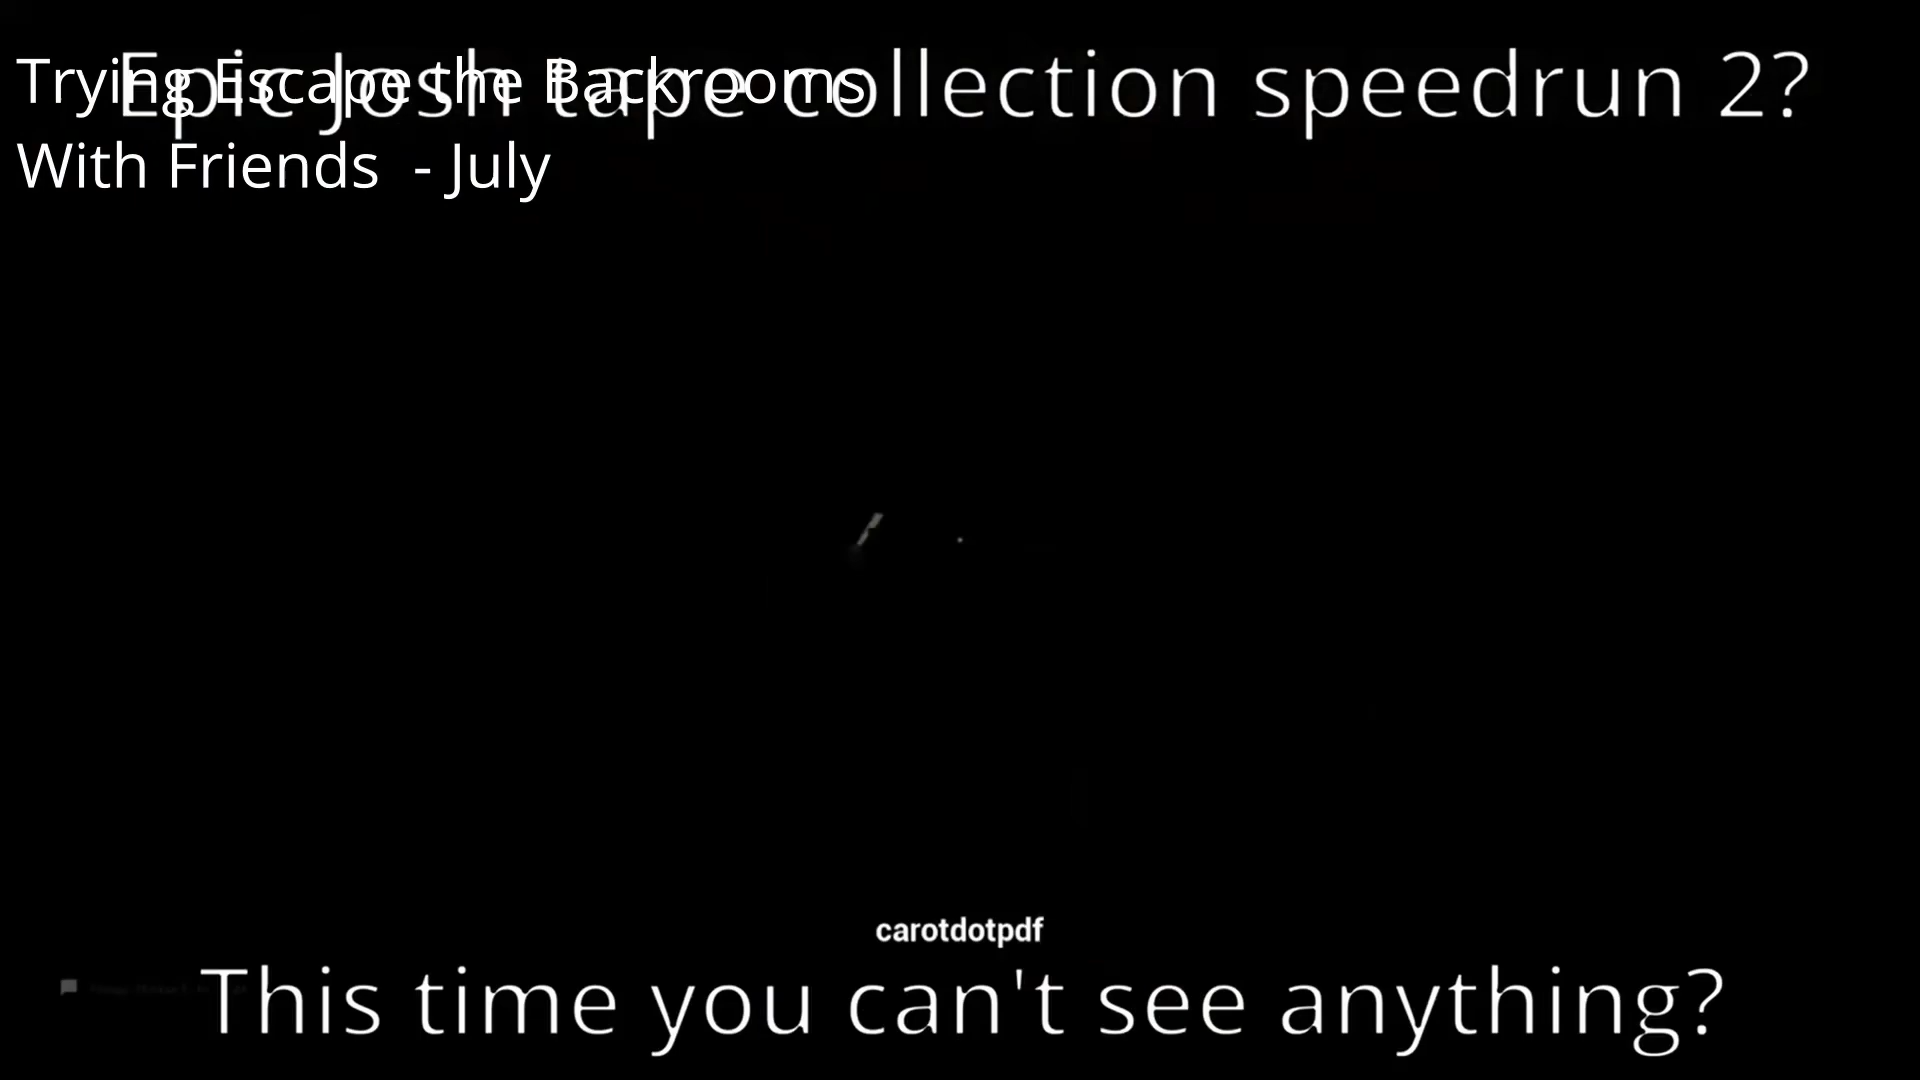 Trying Escape the Backrooms
With Friends - July
Epic Josh tape collection speedrun 2?
carotdotpdf
This time you can't see anything?